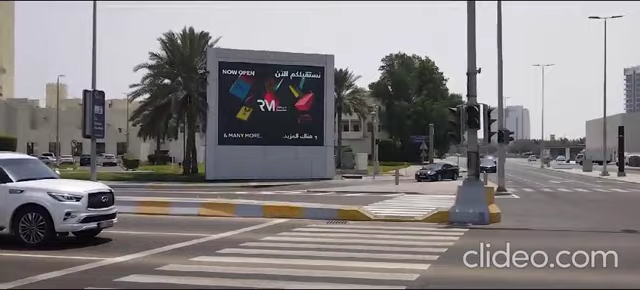 NOW OPEN
نستقبلكم الآن
RM
& MANY MORE..
و هناك المزيد..
clideo.com